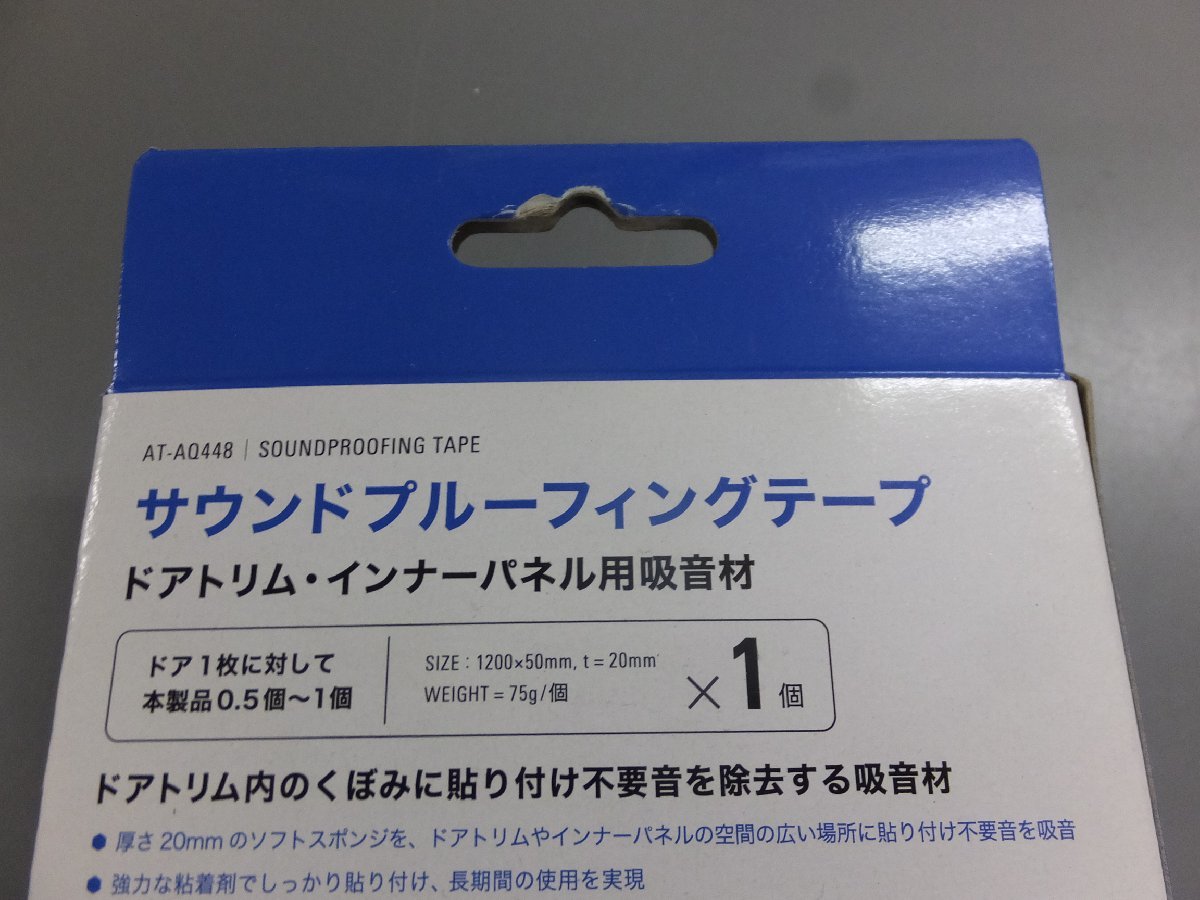 AT-AQ448 | SOUNDPROOFING TAPE
サウンドプルーフィングテープ
ドアトリム・インナーパネル用吸音材
ドア1枚に対して
本製品0.5個〜1個
SIZE : 1200×50mm, t = 20mm
WEIGHT = 75g/個
×1個
ドアトリム内のくぼみに貼り付け不要音を除去する吸音材
● 厚さ20mmのソフトスポンジを、ドアトリムやインナーパネルの空間の広い場所に貼り付け不要音を吸音
● 強力な粘着剤でしっかり貼り付け、長期間の使用を実現